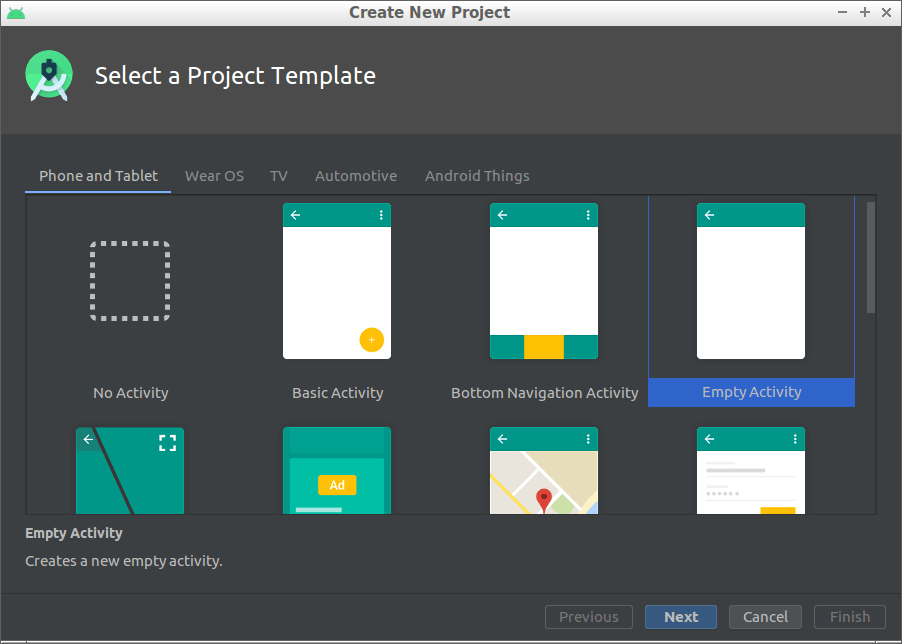 Create New Project
Select a Project Template
Phone and Tablet Wear OS TV Automotive Android Things
No Activity Basic Activity Bottom Navigation Activity Empty Activity
Ad
Empty Activity
Creates a new empty activity.
Previous Next Cancel Finish